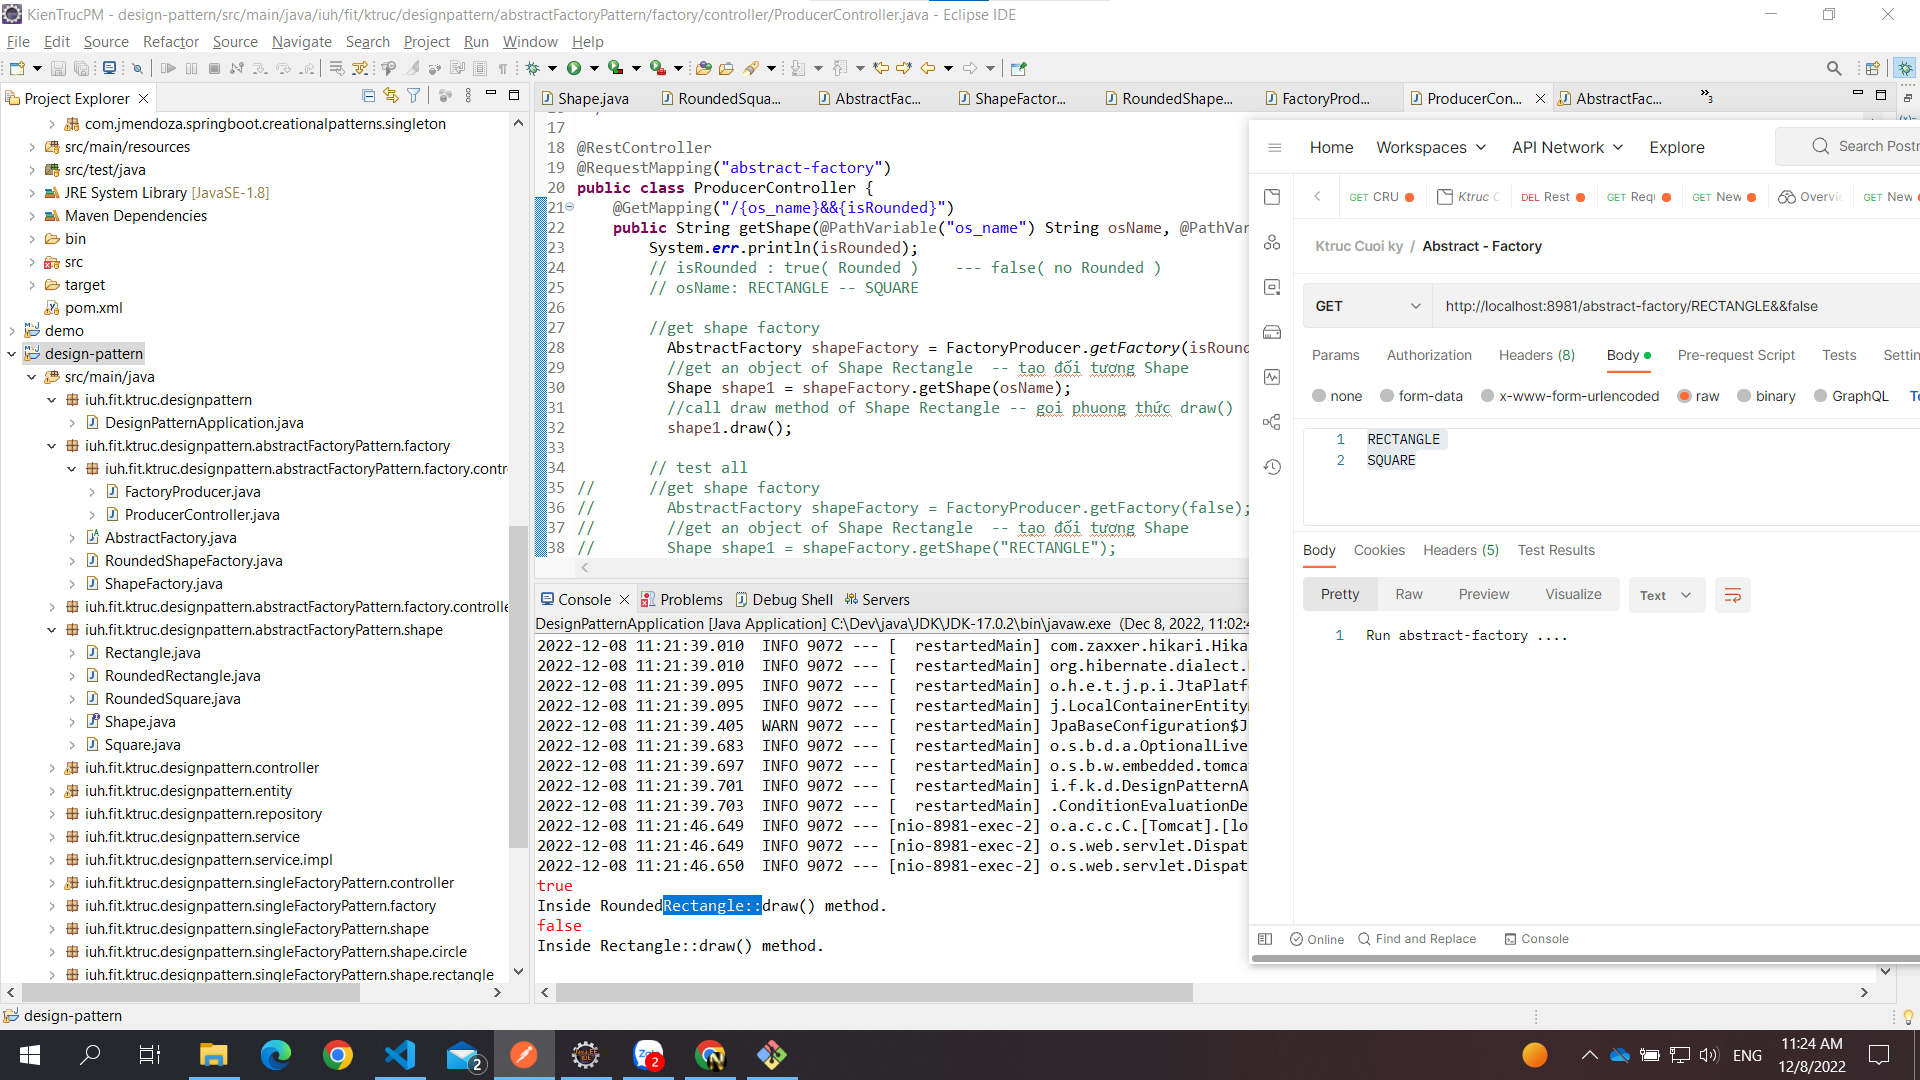 KienTrucPM - design-pattern/src/main/java/iuh/fit/ktruc/designpattern/abstractFactoryPattern/factory/controller/ProducerController.java - Eclipse IDE
File Edit Source Refactor Source Navigate Search Project Run Window Help
Project Explorer
com.jmendoza.springboot.creationalpatterns.singleton
src/main/resources
src/test/java
JRE System Library [JavaSE-1.8]
Maven Dependencies
bin
src
target
pom.xml
demo
design-pattern
src/main/java
iuh.fit.ktruc.designpattern
DesignPatternApplication.java
iuh.fit.ktruc.designpattern.abstractFactoryPattern.factory
iuh.fit.ktruc.designpattern.abstractFactoryPattern.factory.contr
FactoryProducer.java
ProducerController.java
AbstractFactory.java
RoundedShapeFactory.java
ShapeFactory.java
iuh.fit.ktruc.designpattern.abstractFactoryPattern.factory.controlle
iuh.fit.ktruc.designpattern.abstractFactoryPattern.shape
Rectangle.java
RoundedRectangle.java
RoundedSquare.java
Shape.java
Square.java
iuh.fit.ktruc.designpattern.controller
iuh.fit.ktruc.designpattern.entity
iuh.fit.ktruc.designpattern.repository
iuh.fit.ktruc.designpattern.service
iuh.fit.ktruc.designpattern.service.impl
iuh.fit.ktruc.designpattern.singleFactoryPattern.controller
iuh.fit.ktruc.designpattern.singleFactoryPattern.factory
iuh.fit.ktruc.designpattern.singleFactoryPattern.shape
iuh.fit.ktruc.designpattern.singleFactoryPattern.shape.circle
iuh.fit.ktruc.designpattern.singleFactoryPattern.shape.rectangle
design-pattern
Shape.java RoundedSqua... AbstractFac... ShapeFactor... RoundedShape... FactoryProd... ProducerCon... AbstractFac... 3
17
18 @RestController
19 @RequestMapping("abstract-factory")
20 public class ProducerController {
21 @GetMapping("/{os_name}&&{isRounded}")
22 public String getShape(@PathVariable("os_name") String osName, @PathVar
23 System.err.println(isRounded);
24 // isRounded : true( Rounded ) --- false( no Rounded )
25 // osName: RECTANGLE -- SQUARE
26
27 //get shape factory
28 AbstractFactory shapeFactory = FactoryProducer.getFactory(isRound
29 //get an object of Shape Rectangle -- tạo đối tượng Shape
30 Shape shape1 = shapeFactory.getShape(osName);
31 //call draw method of Shape Rectangle -- goi phuong thức draw()
32 shape1.draw();
33
34 // test all
35 // //get shape factory
36 // AbstractFactory shapeFactory = FactoryProducer.getFactory(false);
37 // //get an object of Shape Rectangle -- tạo đối tượng Shape
38 // Shape shape1 = shapeFactory.getShape("RECTANGLE");
Console Problems Debug Shell Servers
DesignPatternApplication [Java Application] C:\Dev\java\JDK\JDK-17.0.2\bin\javaw.exe (Dec 8, 2022, 11:02:4
2022-12-08 11:21:39.010 INFO 9072 --- [ restartedMain] com.zaxxer.hikari.Hika
2022-12-08 11:21:39.010 INFO 9072 --- [ restartedMain] org.hibernate.dialect.
2022-12-08 11:21:39.095 INFO 9072 --- [ restartedMain] o.h.e.t.j.p.i.JtaPlatf
2022-12-08 11:21:39.095 INFO 9072 --- [ restartedMain] j.LocalContainerEntity
2022-12-08 11:21:39.405 WARN 9072 --- [ restartedMain] JpaBaseConfiguration$J
2022-12-08 11:21:39.683 INFO 9072 --- [ restartedMain] o.s.b.d.a.OptionalLive
2022-12-08 11:21:39.697 INFO 9072 --- [ restartedMain] o.s.b.w.embedded.tomca
2022-12-08 11:21:39.701 INFO 9072 --- [ restartedMain] i.f.k.d.DesignPatternA
2022-12-08 11:21:39.703 INFO 9072 --- [ restartedMain] .ConditionEvaluationDe
2022-12-08 11:21:46.649 INFO 9072 --- [nio-8981-exec-2] o.a.c.c.C.[Tomcat].[lo
2022-12-08 11:21:46.649 INFO 9072 --- [nio-8981-exec-2] o.s.web.servlet.Dispat
2022-12-08 11:21:46.650 INFO 9072 --- [nio-8981-exec-2] o.s.web.servlet.Dispat
true
Inside RoundedRectangle::draw() method.
false
Inside Rectangle::draw() method.
Home Workspaces API Network Explore Search Postm
GET CRU Ktruc C DEL Rest GET Requ GET New Overvie GET New
Ktruc Cuoi ky / Abstract - Factory
GET http://localhost:8981/abstract-factory/RECTANGLE&&false
Params Authorization Headers (8) Body Pre-request Script Tests Settin
none form-data x-www-form-urlencoded raw binary GraphQL Te
1 RECTANGLE
2 SQUARE
Body Cookies Headers (5) Test Results
Pretty Raw Preview Visualize Text
1 Run abstract-factory ....
Online Find and Replace Console
2
2
ENG
11:24 AM
12/8/2022